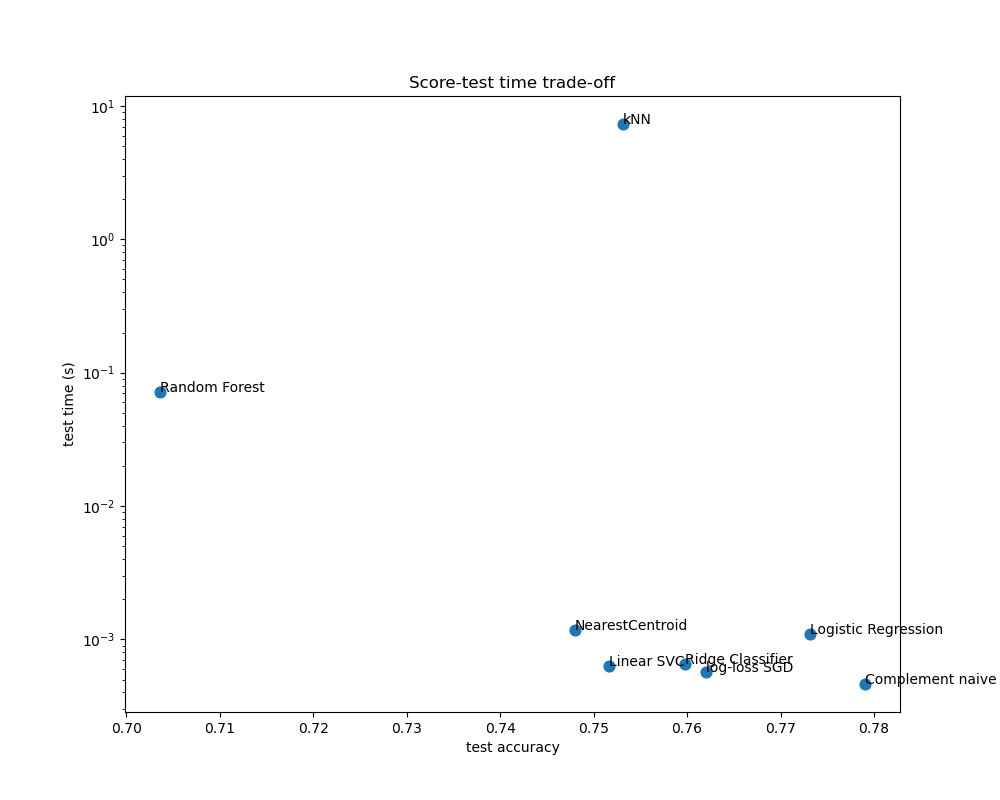 Score-test time trade-off
10¹
kNN
10⁰
test time (s)
10⁻¹
Random Forest
10⁻²
NearestCentroid
Logistic Regression
10⁻³
Linear SVC
Ridge Classifier
log-loss SGD
Complement naive
0.70 0.71 0.72 0.73 0.74 0.75 0.76 0.77 0.78
test accuracy